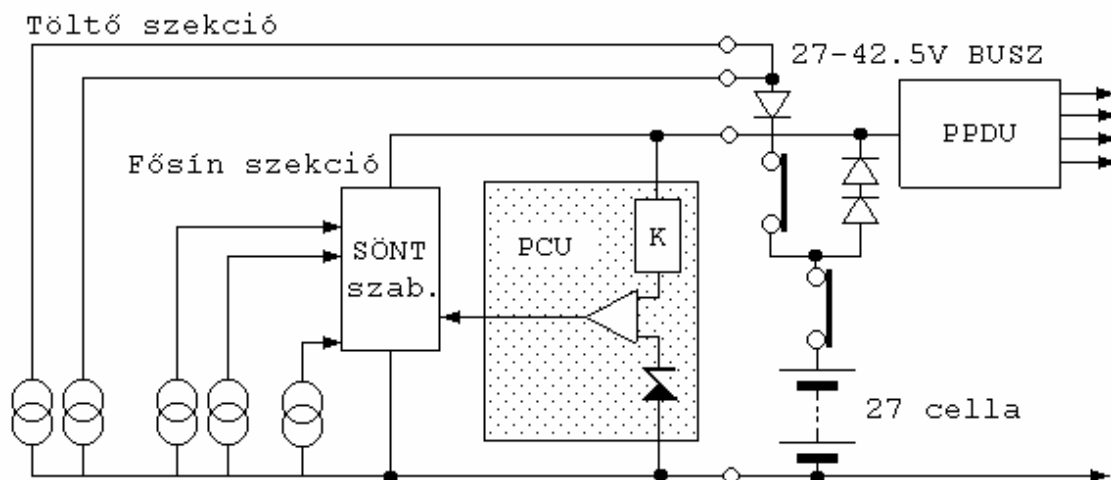 Töltő szekció
27-42.5V BUSZ
PPDU
Fősín szekció
SÖNT
szab.
PCU
K
27 cella